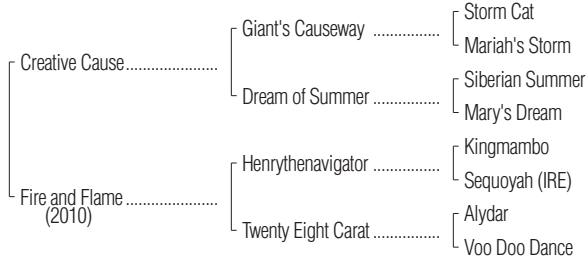 Storm Cat
Giant's Causeway ................
Mariah's Storm
Creative Cause......................
Siberian Summer
Dream of Summer ................
Mary's Dream
Kingmambo
Henrythenavigator .................
Sequoyah (IRE)
Fire and Flame ......................
(2010)
Alydar
Twenty Eight Carat ................
Voo Doo Dance